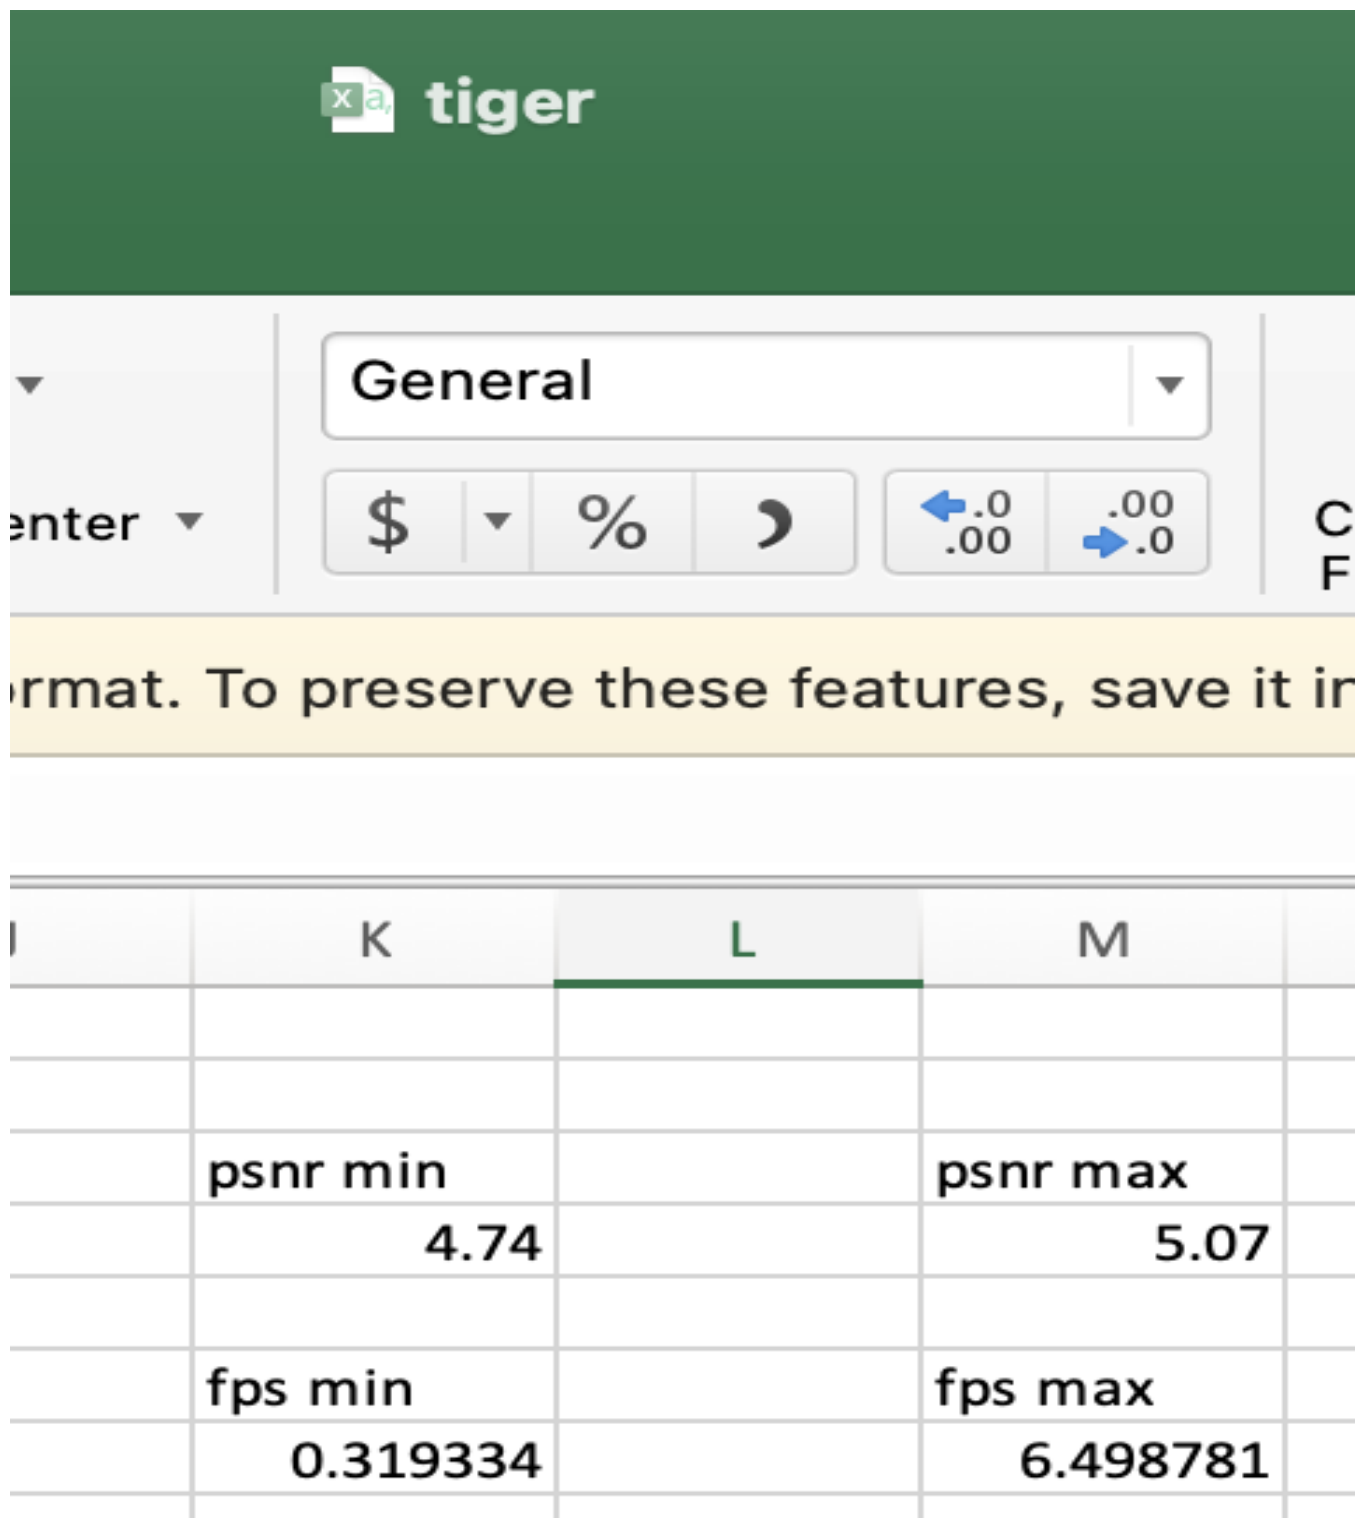 tiger
General
$ % .0 .00
.00 .0
enter
C
F
ormat. To preserve these features, save it in
J K L M
psnr min psnr max
4.74 5.07
fps min fps max
0.319334 6.498781